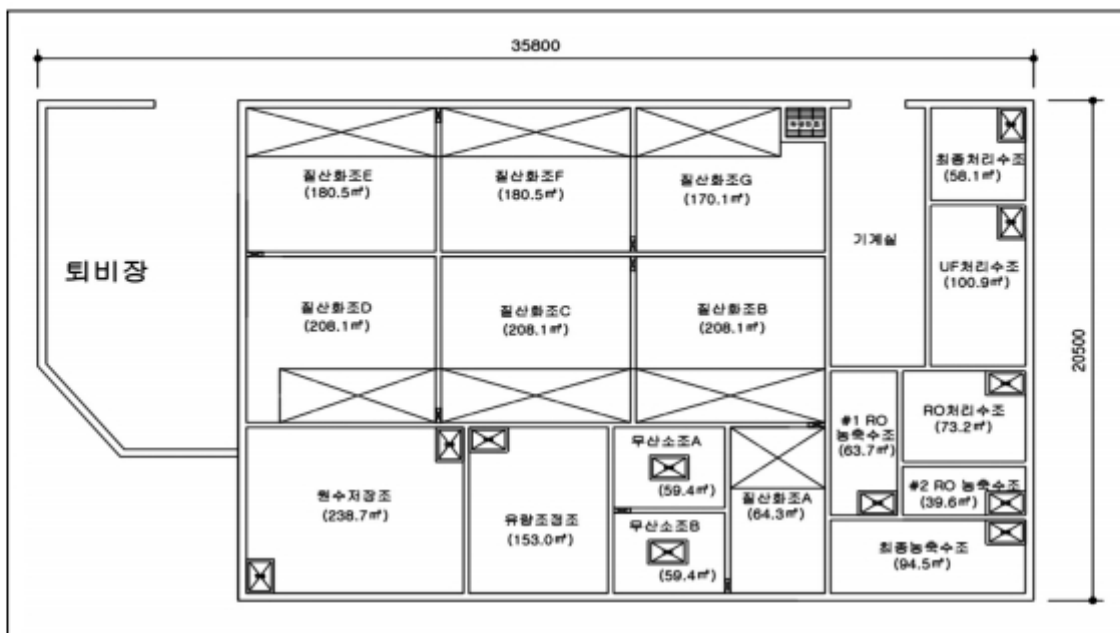 35800
20500
질산화조E
(180.5㎥)
질산화조F
(180.5㎥)
질산화조G
(170.1㎥)
최종처리수조
(58.1㎥)
기계실
퇴비장
UF처리수조
(100.9㎥)
질산화조D
(208.1㎥)
질산화조C
(208.1㎥)
질산화조B
(208.1㎥)
#1 RO
농축수조
(63.7㎥)
RO처리수조
(73.2㎥)
원수저장조
(238.7㎥)
유량조정조
(153.0㎥)
무산소조A
(59.4㎥)
무산소조B
(59.4㎥)
질산화조A
(64.3㎥)
#2 RO 농축수조
(39.6㎥)
최종농축수조
(94.5㎥)